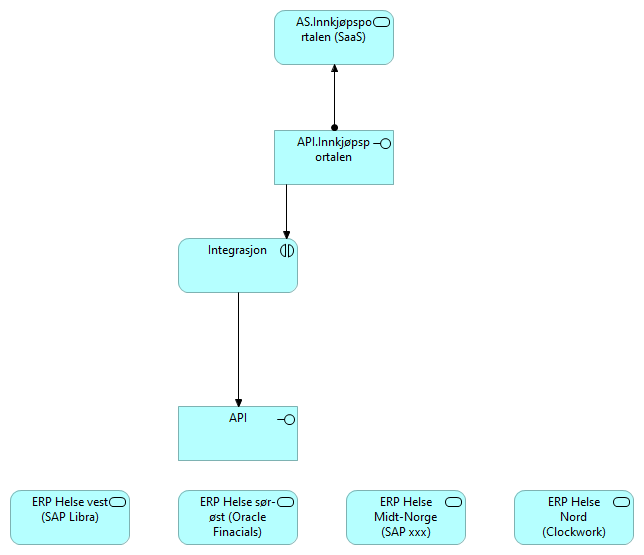 AS.Innkjøpspo
rtalen (SaaS)
API.Innkjøpsp
ortalen
Integrasjon
API
ERP Helse vest
(SAP Libra)
ERP Helse sør-
øst (Oracle
Finacials)
ERP Helse
Midt-Norge
(SAP xxx)
ERP Helse
Nord
(Clockwork)